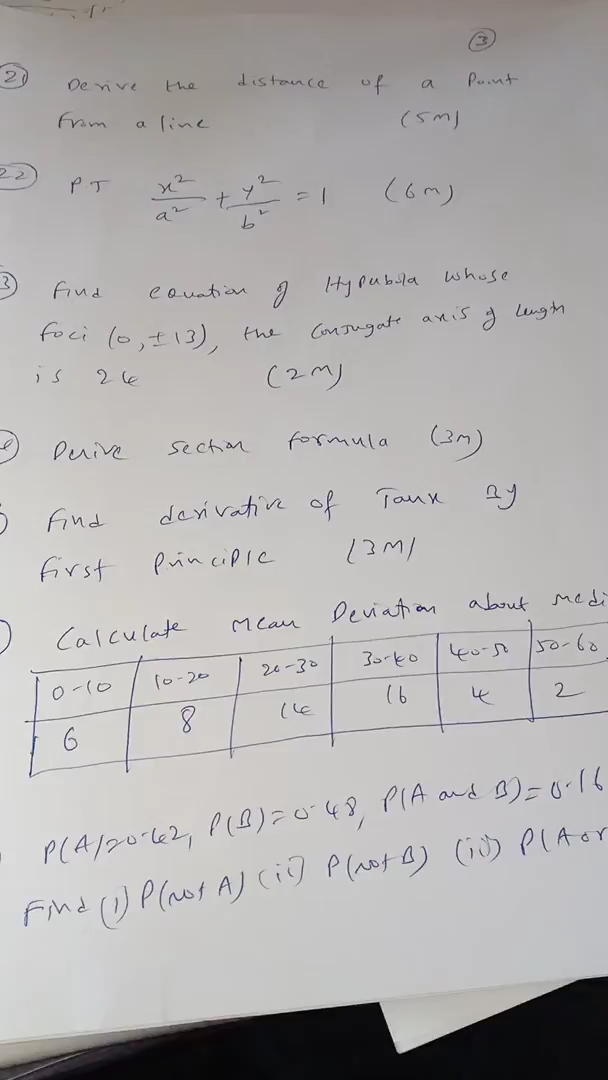 ③
21 Derive the distance of a Point
from a line (5M)
22 PT x²/a² + y²/b² = 1 (6M)
3 Find equation of Hyperbola whose
foci (0, ±13), the Conjugate axis of length
is 24 (2M)
Derive section formula (3M)
Find derivative of Tanx By
first Principle (3M)
Calculate Mean Deviation about medi
0-10 10-20 20-30 30-40 40-50 50-60
6 8 14 16 4 2
P(A)=0.42, P(B)=0.48, P(A and B)=0.16
Find (i) P(not A) (ii) P(not B) (iii) P(A or